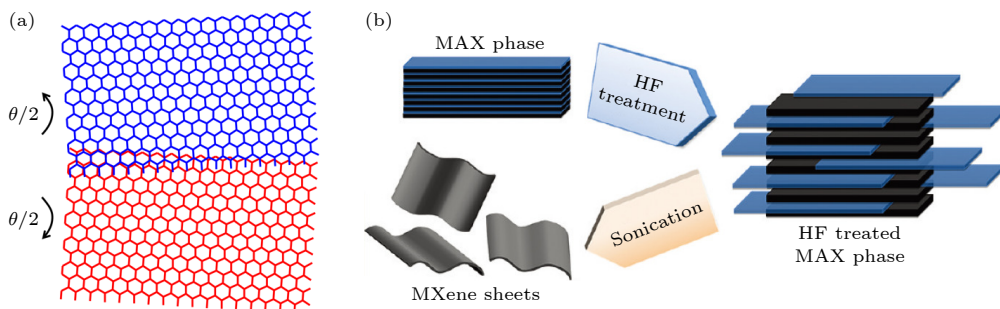 (a)
θ/2
θ/2
(b)
MAX phase
HF
treatment
Sonication
MXene sheets
HF treated
MAX phase